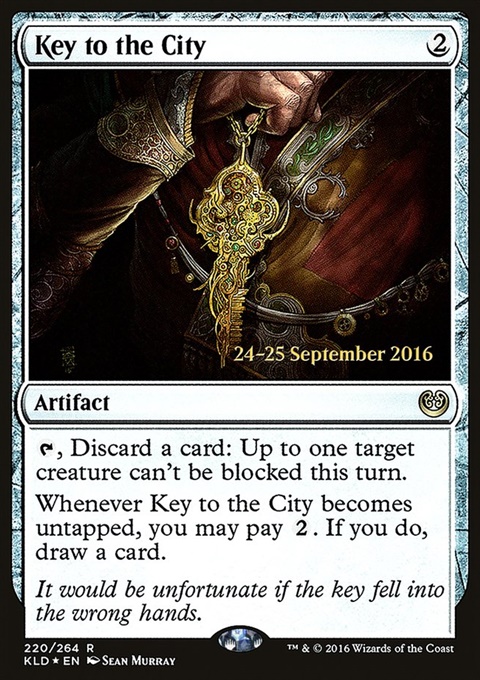 Key to the City 2
24-25 September 2016
Artifact
, Discard a card: Up to one target
creature can't be blocked this turn.
Whenever Key to the City becomes
untapped, you may pay 2. If you do,
draw a card.
It would be unfortunate if the key fell into
the wrong hands.
220/264 R
KLD★EN Sean Murray
™ & © 2016 Wizards of the Coast